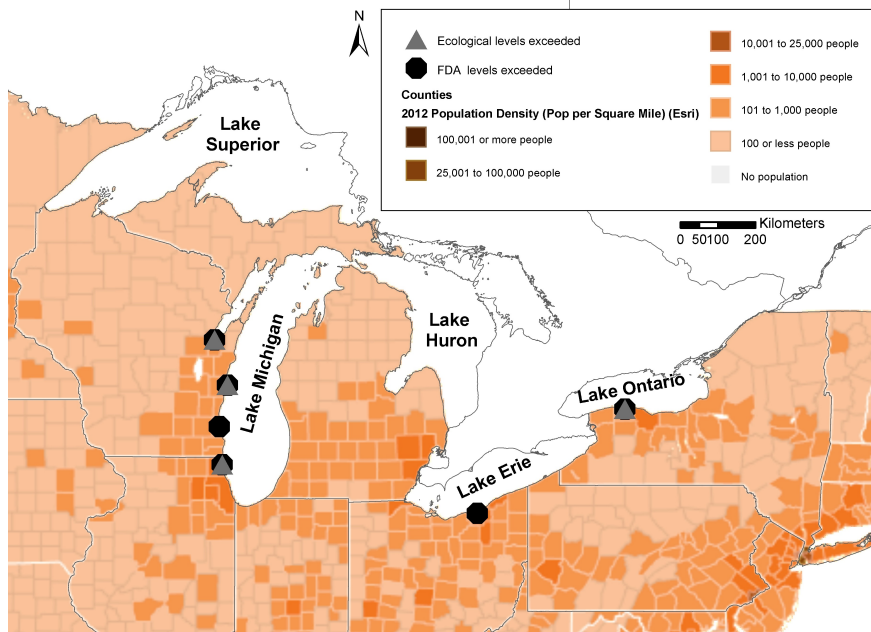 N
Ecological levels exceeded
FDA levels exceeded
Counties
2012 Population Density (Pop per Square Mile) (Esri)
100,001 or more people
25,001 to 100,000 people
10,001 to 25,000 people
1,001 to 10,000 people
101 to 1,000 people
100 or less people
No population
Kilometers
0 50100 200
Lake
Superior
Lake Michigan
Lake
Huron
Lake Ontario
Lake Erie